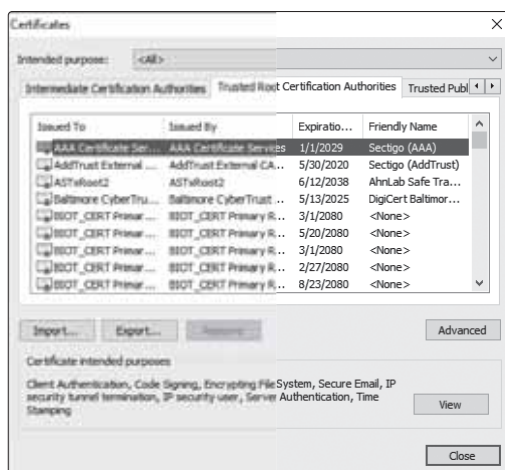 Certificates
Intended purpose: <All>
Intermediate Certification Authorities Trusted Root Certification Authorities Trusted Publ
Issued To Issued By Expiratio... Friendly Name
AAA Certificate Ser... AAA Certificate Services 1/1/2029 Sectigo (AAA)
AddTrust External ... AddTrust External CA... 5/30/2020 Sectigo (AddTrust)
ASTxRoot2 ASTxRoot2 6/12/2038 AhnLab Safe Tra...
Baltimore CyberTru... Baltimore CyberTrust ... 5/13/2025 DigiCert Baltimor...
BIOT_CERT Primar ... BIOT_CERT Primary R... 3/1/2080 <None>
BIOT_CERT Primar ... BIOT_CERT Primary R... 5/20/2080 <None>
BIOT_CERT Primar ... BIOT_CERT Primary R... 3/1/2080 <None>
BIOT_CERT Primar ... BIOT_CERT Primary R... 2/27/2080 <None>
BIOT_CERT Primar ... BIOT_CERT Primary R... 8/23/2080 <None>
Import... Export... Remove Advanced
Certificate intended purposes
Client Authentication, Code Signing, Encrypting File System, Secure Email, IP
security tunnel termination, IP security user, Server Authentication, Time
Stamping
View
Close